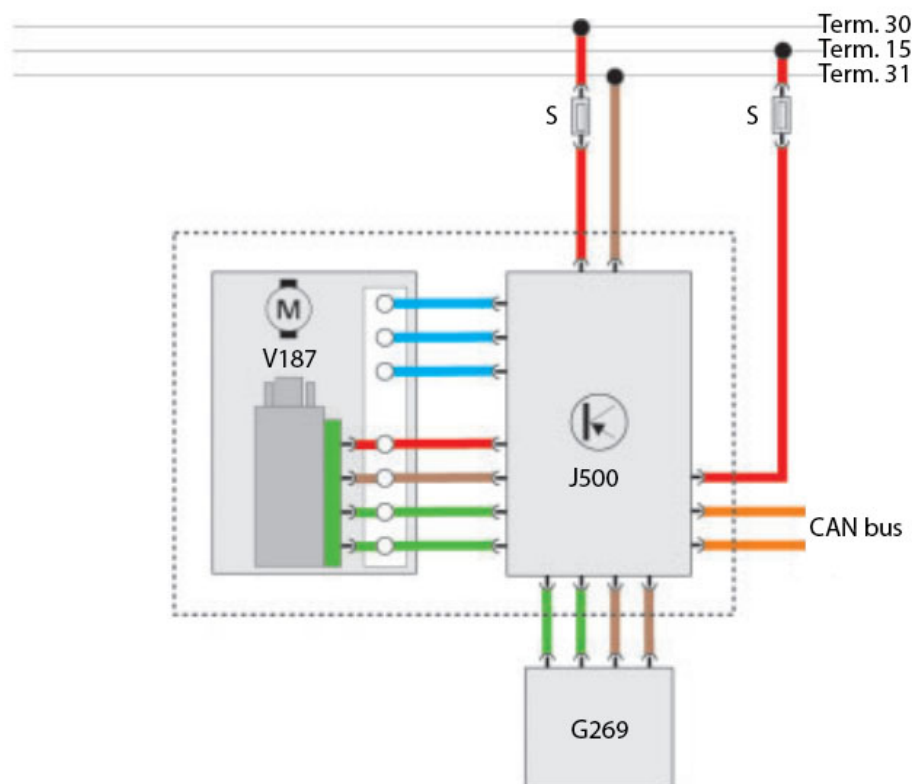 Term. 30
Term. 15
Term. 31
S
S
M
V187
J500
CAN bus
G269